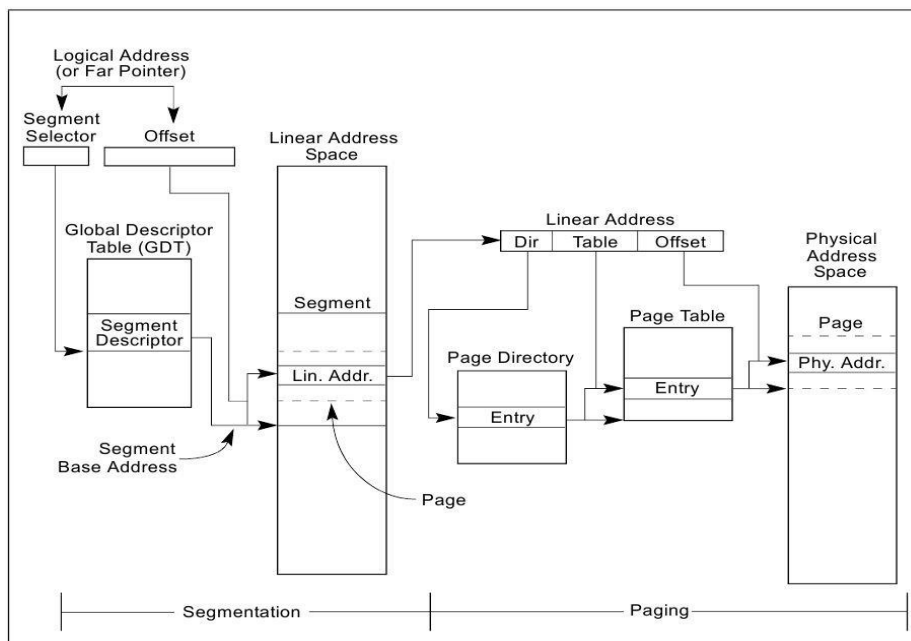 Logical Address
(or Far Pointer)
Segment
Selector
Offset
Linear Address
Space
Global Descriptor
Table (GDT)
Segment
Descriptor
Segment
Lin. Addr.
Segment
Base Address
Page
Linear Address
Dir
Table
Offset
Physical
Address
Space
Page Directory
Entry
Page Table
Entry
Page
Phy. Addr.
Segmentation
Paging